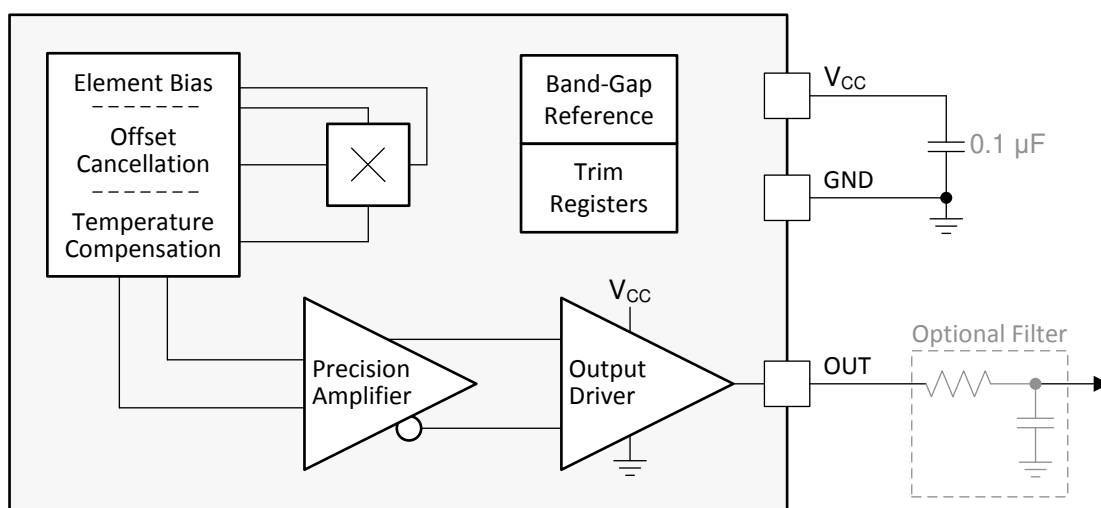 Element Bias
Offset
Cancellation
Temperature
Compensation
Band-Gap
Reference
Trim
Registers
VCC
0.1 µF
GND
Precision
Amplifier
VCC
Output
Driver
OUT
Optional Filter